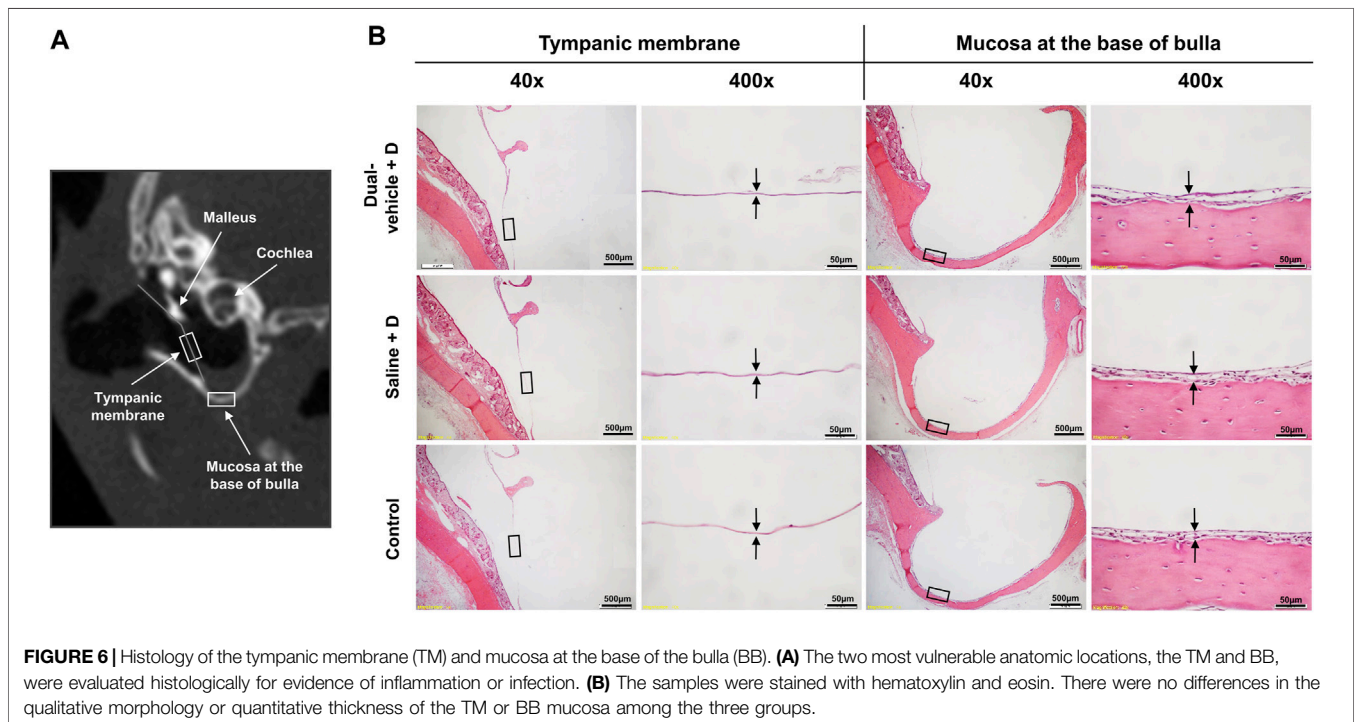 A
Malleus
Cochlea
Tympanic
membrane
Mucosa at the
base of bulla
B
Tympanic membrane
Mucosa at the base of bulla
40x
400x
40x
400x
Dual-
vehicle + D
500µm
50µm
500µm
50µm
Saline + D
500µm
50µm
500µm
50µm
Control
500µm
50µm
500µm
50µm
FIGURE 6 | Histology of the tympanic membrane (TM) and mucosa at the base of the bulla (BB). (A) The two most vulnerable anatomic locations, the TM and BB,
were evaluated histologically for evidence of inflammation or infection. (B) The samples were stained with hematoxylin and eosin. There were no differences in the
qualitative morphology or quantitative thickness of the TM or BB mucosa among the three groups.